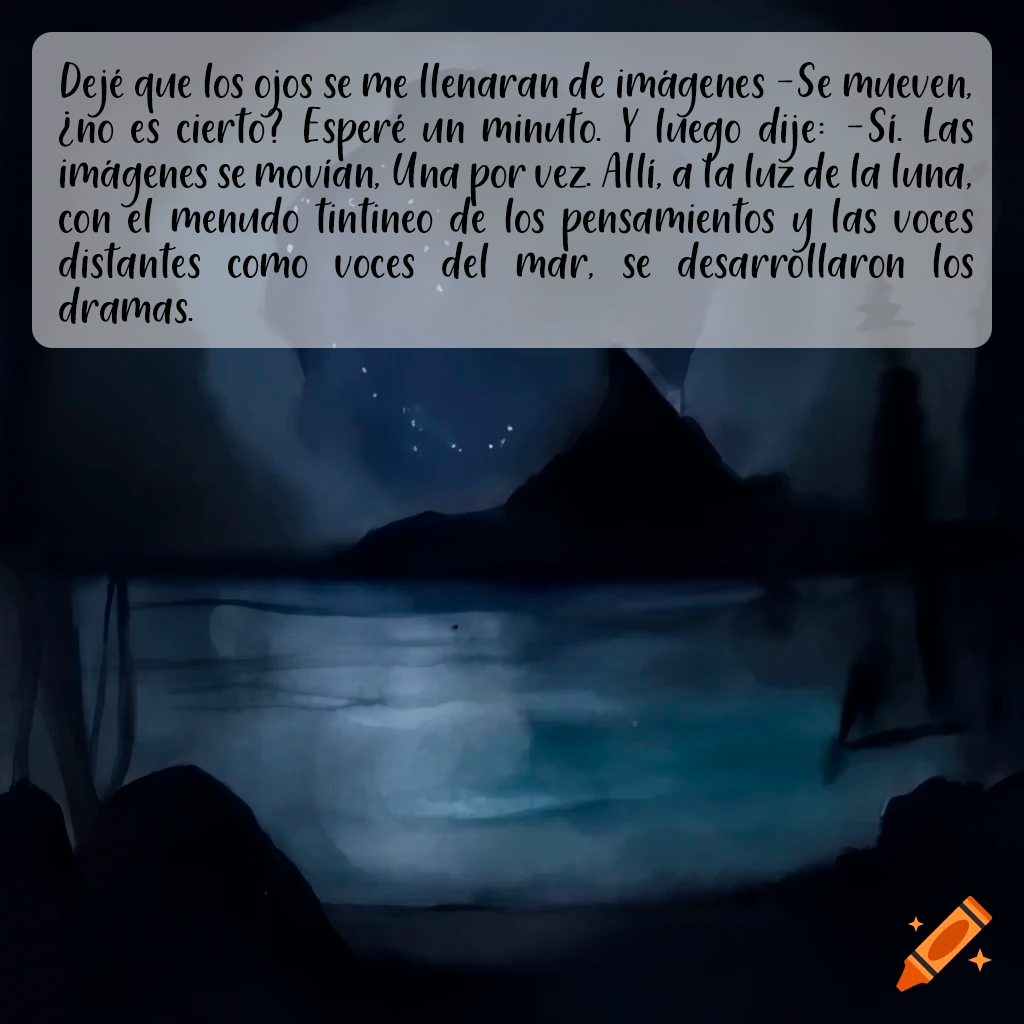 Dejé que los ojos se me llenaran de imágenes -Se mueven,
¿no es cierto? Esperé un minuto. Y luego dije: -Sí. Las
imágenes se movían, Una por vez. Allí, a la luz de la luna,
con el menudo tintineo de los pensamientos y las voces
distantes como voces del mar, se desarrollaron los
dramas.